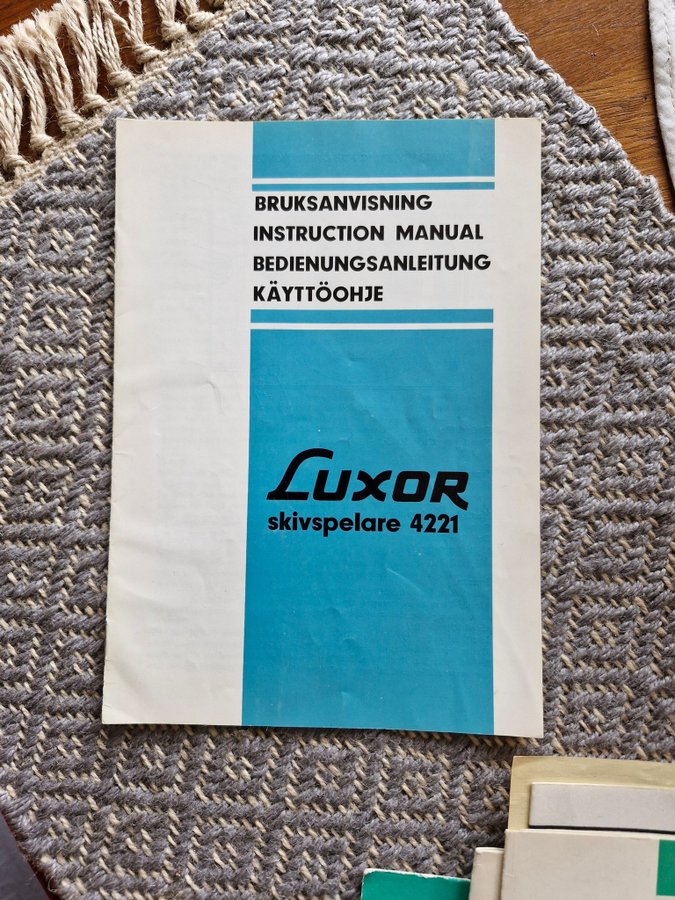 BRUKSANVISNING
INSTRUCTION MANUAL
BEDIENUNGSANLEITUNG
KÄYTTÖOHJE
LUXOR
skivspelare 4221